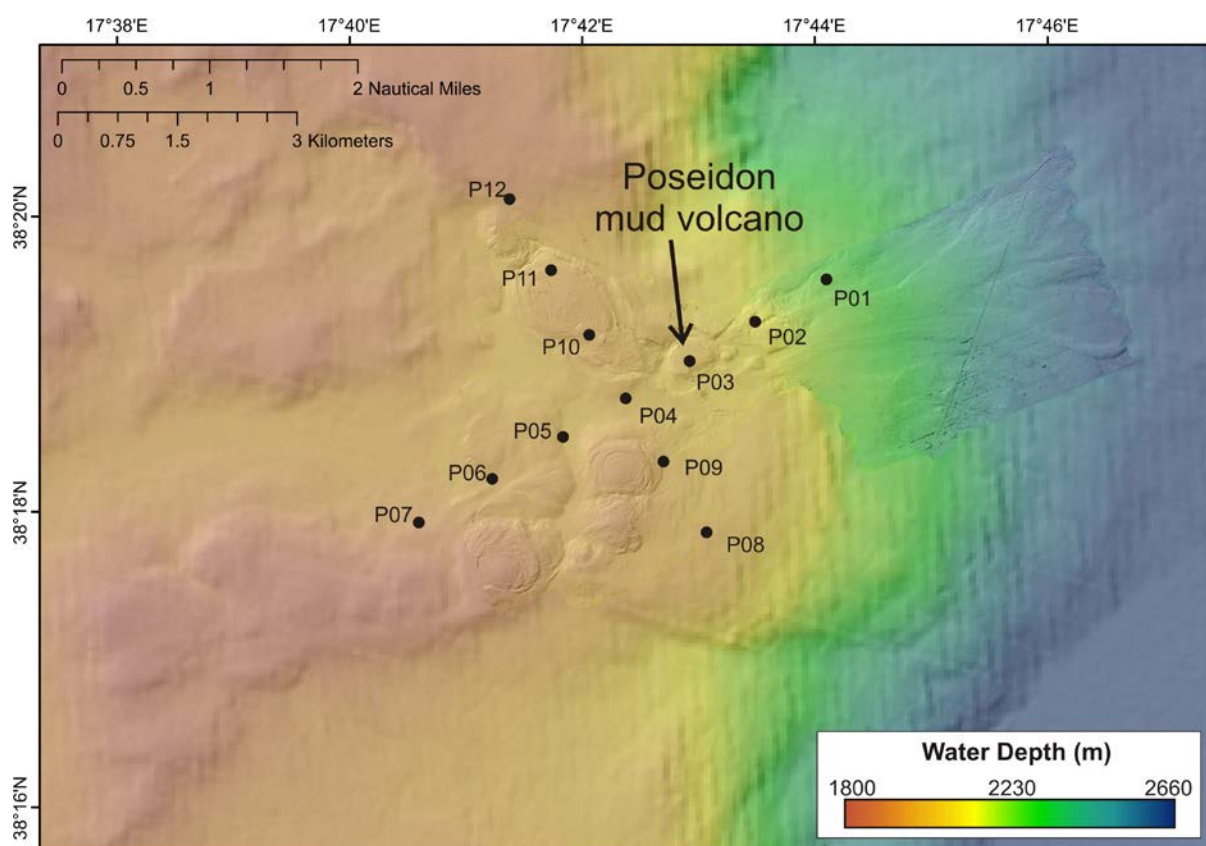 17°38'E
17°40'E
17°42'E
17°44'E
17°46'E
0 0.5 1 2 Nautical Miles
0 0.75 1.5 3 Kilometers
38°20'N
38°18'N
38°16'N
Poseidon
mud volcano
P12
P11
P01
P02
P10
P03
P04
P05
P09
P06
P07
P08
Water Depth (m)
1800 2230 2660